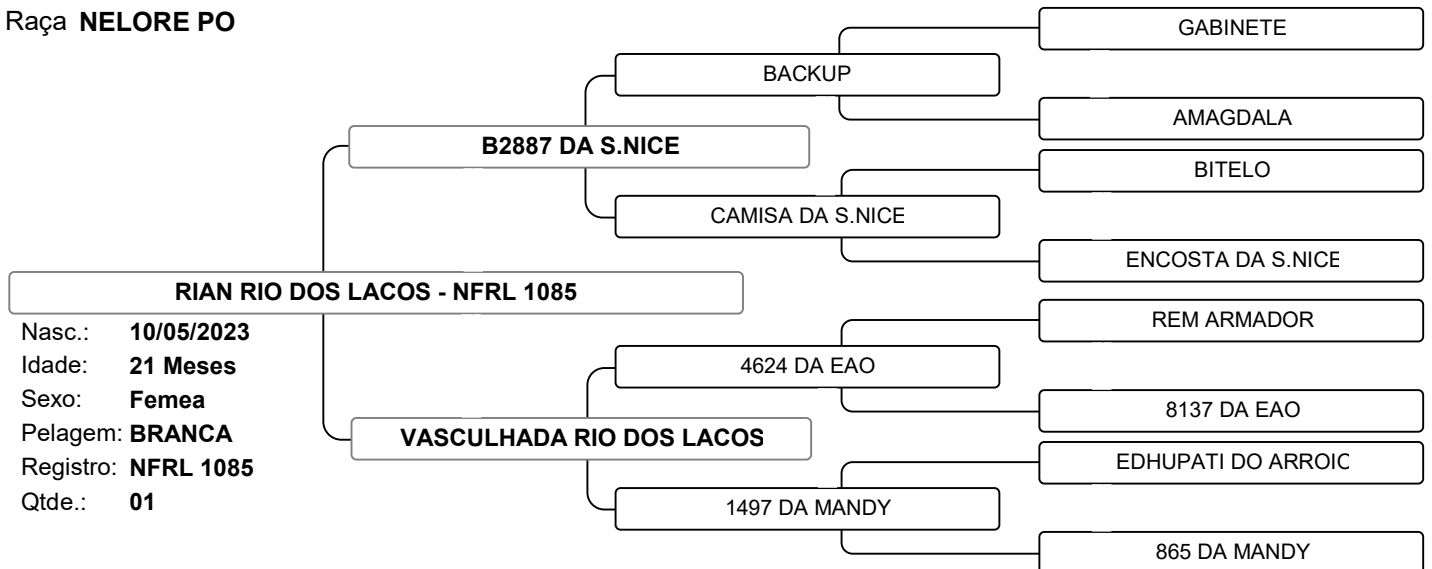 Raça NELORE PO
GABINETE
BACKUP
AMAGDALA
B2887 DA S.NICE
BITELO
CAMISA DA S.NICE
ENCOSTA DA S.NICE
RIAN RIO DOS LACOS - NFRL 1085
REM ARMADOR
Nasc.: 10/05/2023
Idade: 21 Meses
4624 DA EAO
Sexo: Femea
8137 DA EAO
Pelagem: BRANCA
VASCULHADA RIO DOS LACOS
EDHUPATI DO ARROIC
Registro: NFRL 1085
Qtde.: 01
1497 DA MANDY
865 DA MANDY